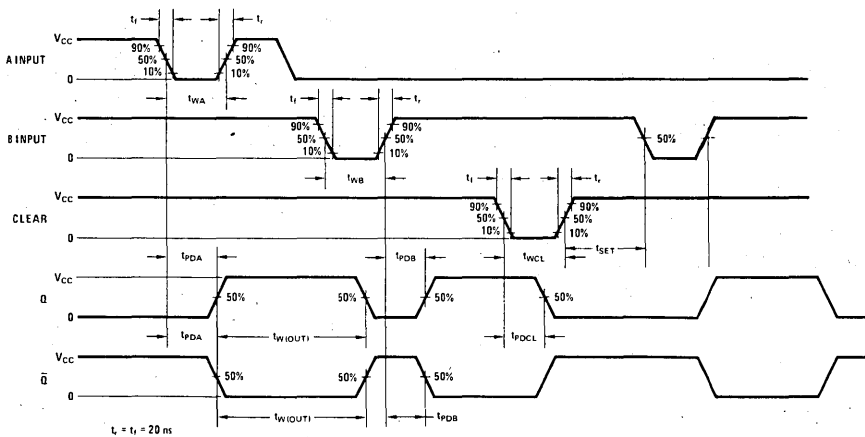 tf tr
VCC
A INPUT
90% 90%
50% 50%
10% 10%
0
tWA
tf tr
VCC
B INPUT
90% 90%
50% 50% 50%
10% 10%
0
tWB
tf tr
VCC
CLEAR
90% 90%
50% 50%
10% 10%
0
tPDA tPDB tWCL tSET
VCC
Q
50% 50% 50% 50%
0
tPDA tW(OUT) tPDCL
VCC
Q̄
50% 50% 50%
0
tW(OUT) tPDB
tr = tf = 20 ns